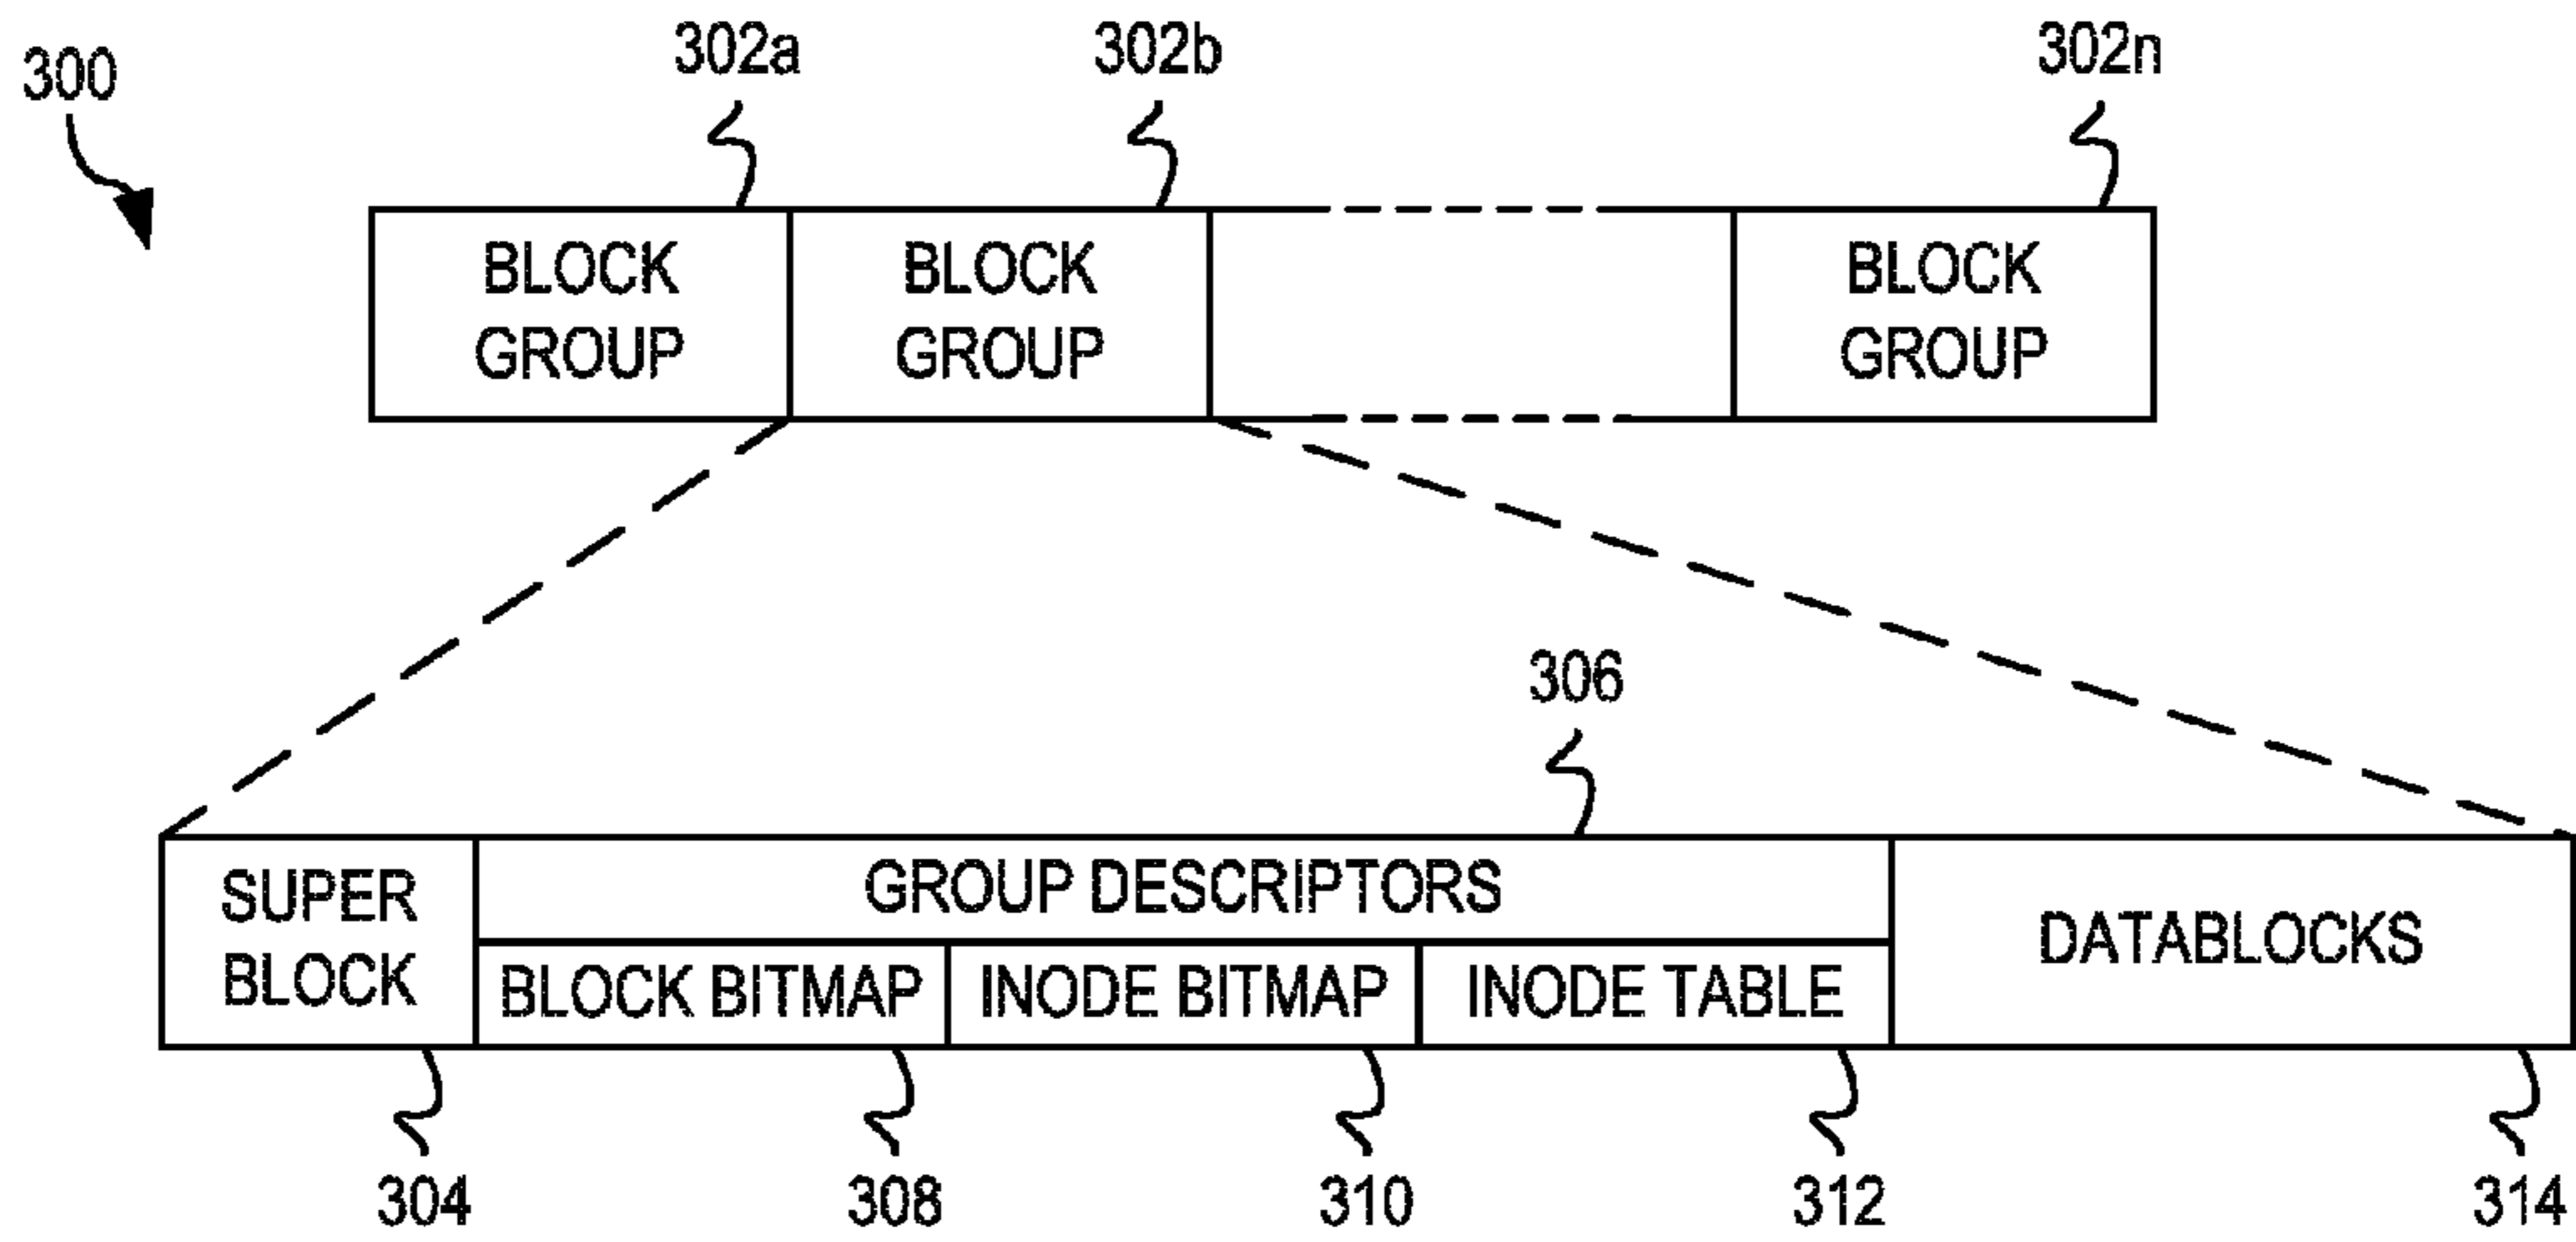 300
302a
302b
302n
BLOCK
GROUP
BLOCK
GROUP
BLOCK
GROUP
306
SUPER
BLOCK
GROUP DESCRIPTORS
BLOCK BITMAP
INODE BITMAP
INODE TABLE
DATABLOCKS
304
308
310
312
314